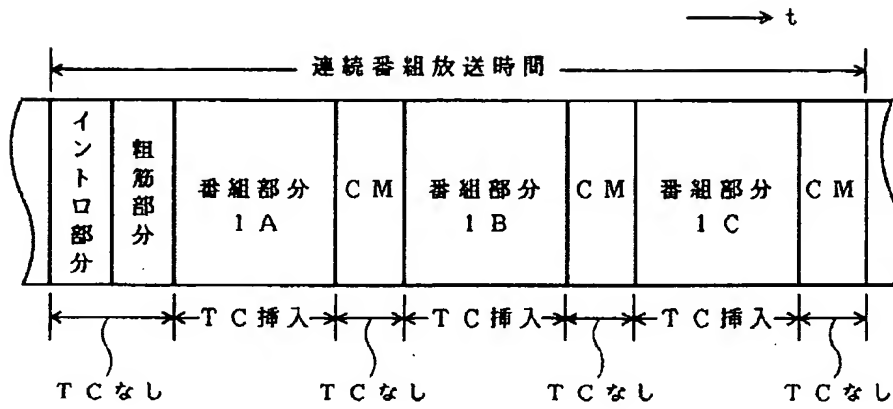 t
連続番組放送時間
イントロ部分
粗筋部分
番組部分
1A
CM
番組部分
1B
CM
番組部分
1C
CM
TC挿入
TC挿入
TC挿入
TCなし
TCなし
TCなし
TCなし